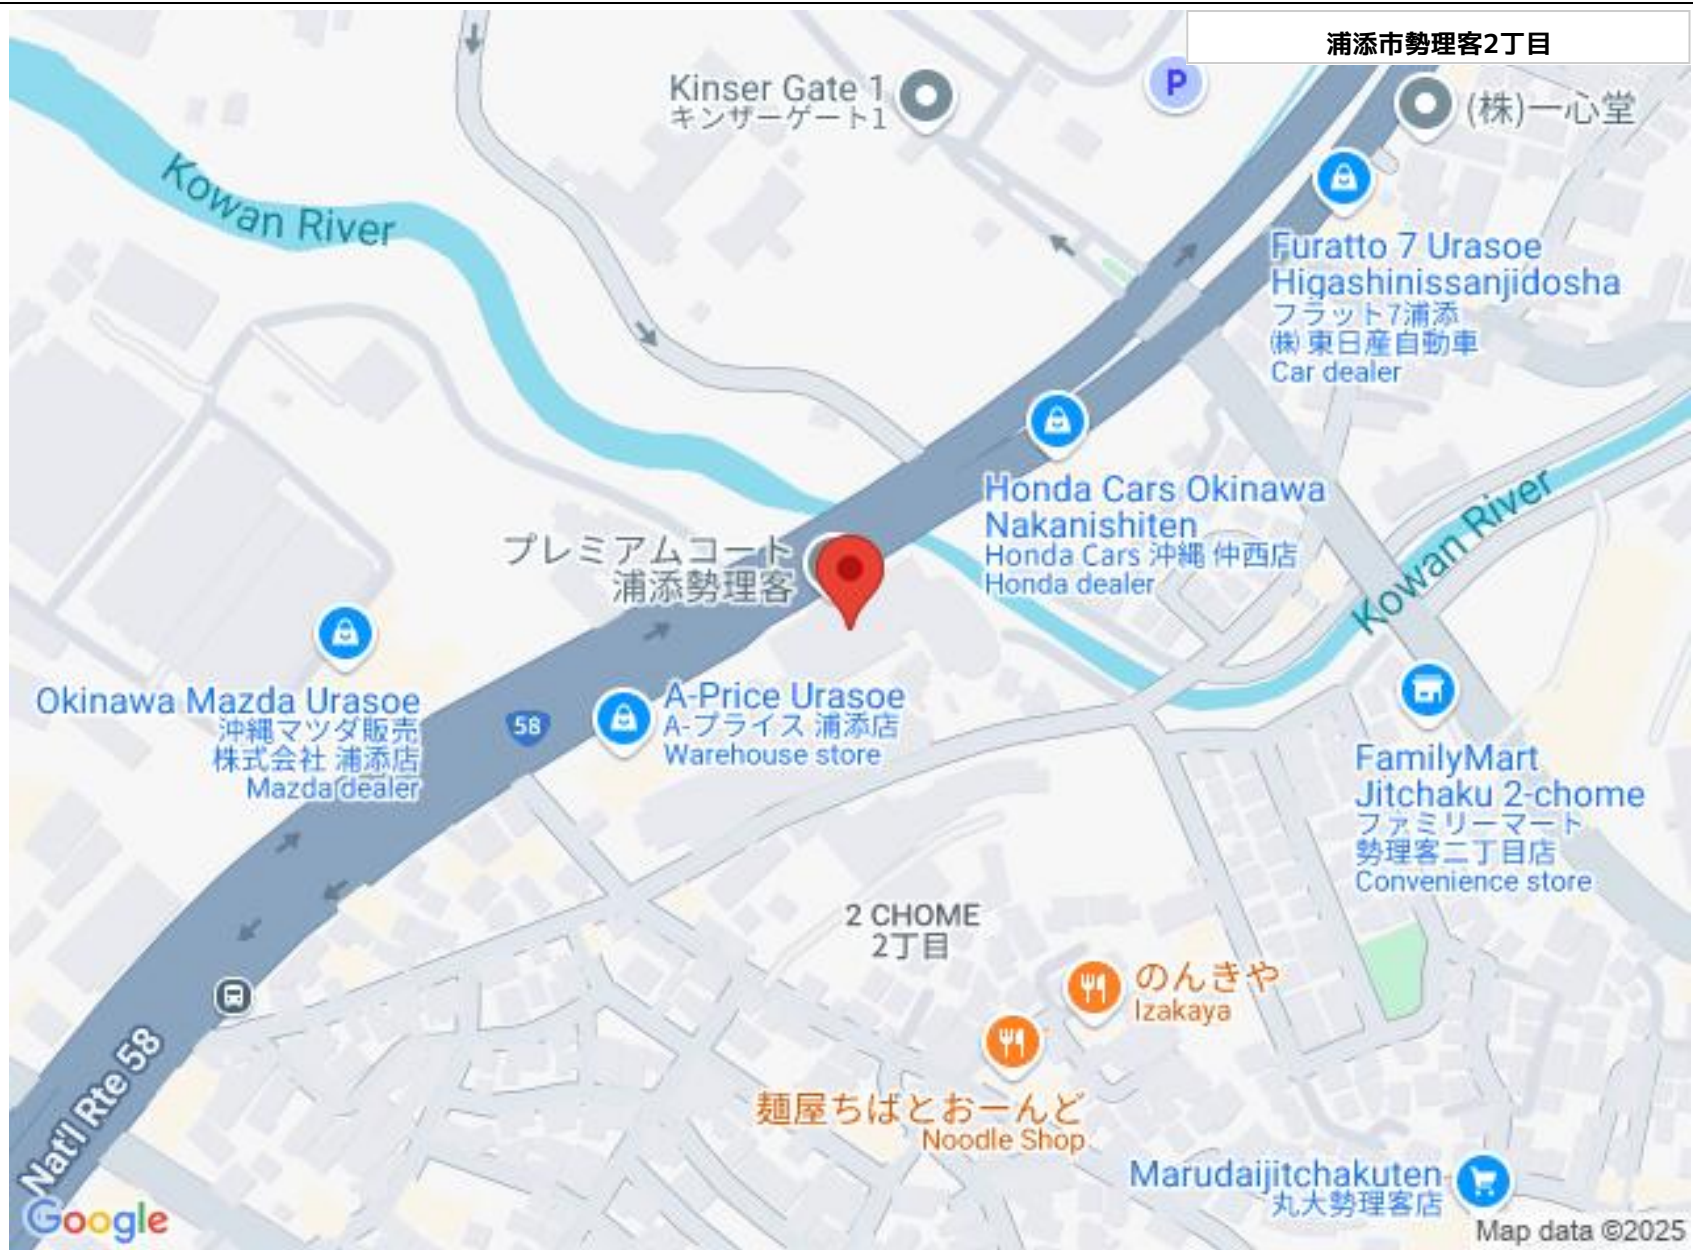 浦添市勢理客2丁目
Kinser Gate 1
キンザーゲート1
P
(株)一心堂
Kowan River
Furatto 7 Urasoe
Higashinissanjidosha
フラット7浦添
㈱ 東日産自動車
Car dealer
Honda Cars Okinawa
Nakanishiten
Honda Cars 沖縄 仲西店
Honda dealer
Kowan River
プレミアムコート
浦添勢理客
Okinawa Mazda Urasoe
沖縄マツダ販売
株式会社 浦添店
Mazda dealer
58
A-Price Urasoe
A-プライス 浦添店
Warehouse store
FamilyMart
Jitchaku 2-chome
ファミリーマート
勢理客二丁目店
Convenience store
2 CHOME
2丁目
のんきや
Izakaya
麺屋ちばとおーんど
Noodle Shop
Nat'l Rte 58
Marudaijitchakuten
丸大勢理客店
Google
Map data ©2025